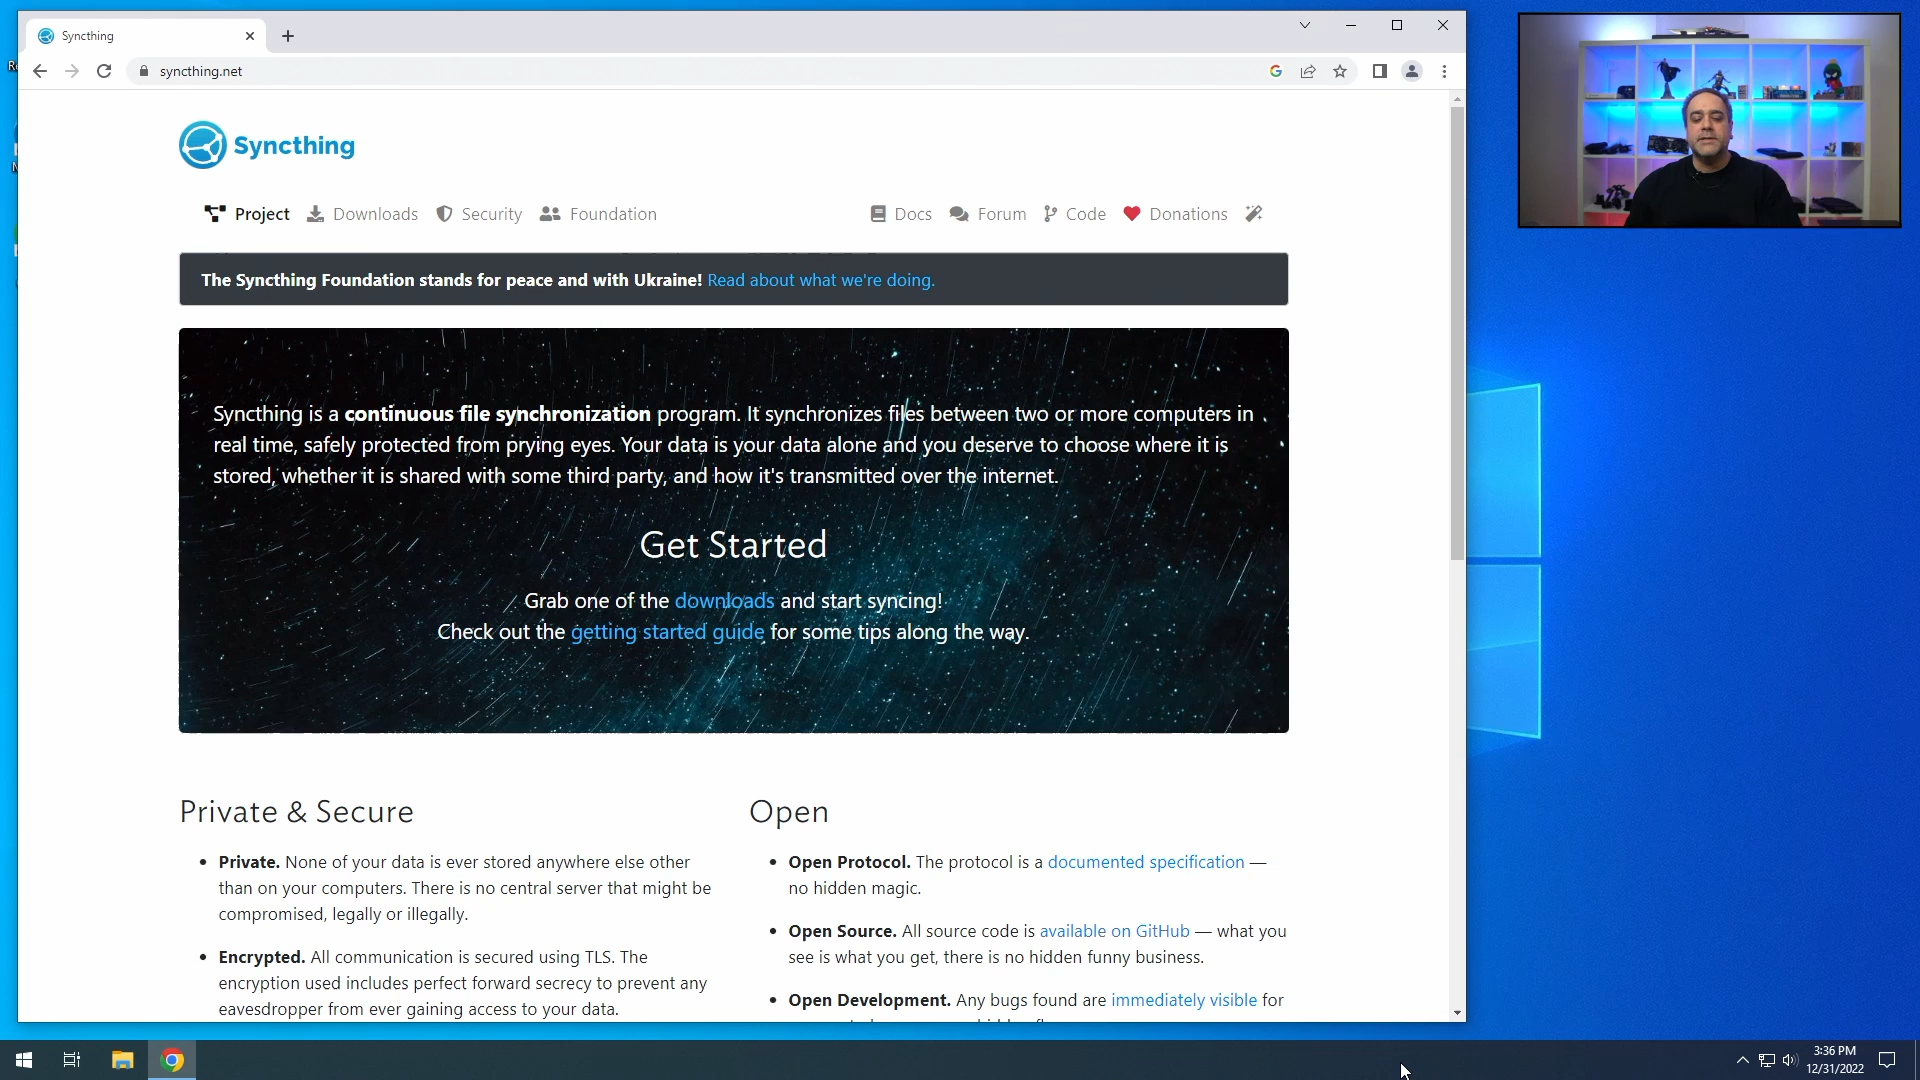 Syncthing
syncthing.net
Syncthing
Project Downloads Security Foundation Docs Forum Code Donations
The Syncthing Foundation stands for peace and with Ukraine! Read about what we're doing.
Syncthing is a continuous file synchronization program. It synchronizes files between two or more computers in
real time, safely protected from prying eyes. Your data is your data alone and you deserve to choose where it is
stored, whether it is shared with some third party, and how it's transmitted over the internet.
Get Started
Grab one of the downloads and start syncing!
Check out the getting started guide for some tips along the way.
Private & Secure
• Private. None of your data is ever stored anywhere else other
than on your computers. There is no central server that might be
compromised, legally or illegally.
• Encrypted. All communication is secured using TLS. The
encryption used includes perfect forward secrecy to prevent any
eavesdropper from ever gaining access to your data.
Open
• Open Protocol. The protocol is a documented specification —
no hidden magic.
• Open Source. All source code is available on GitHub — what you
see is what you get, there is no hidden funny business.
• Open Development. Any bugs found are immediately visible for
3:36 PM
12/31/2022